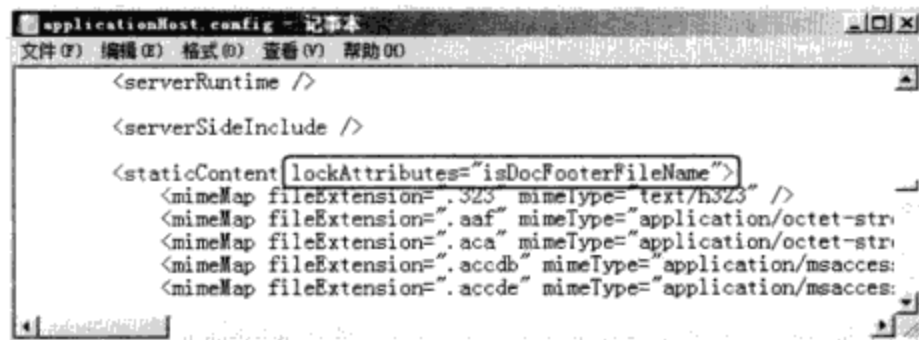 applicationHost.config - 记事本
文件(F) 编辑(E) 格式(O) 查看(V) 帮助(H)
<serverRuntime />
<serverSideInclude />
<staticContent lockAttributes="isDocFooterFileName">
<mimeMap fileExtension=".323" mimeType="text/h323" />
<mimeMap fileExtension=".aaf" mimeType="application/octet-str
<mimeMap fileExtension=".aca" mimeType="application/octet-str
<mimeMap fileExtension=".accdb" mimeType="application/msacces
<mimeMap fileExtension=".accde" mimeType="application/msacces